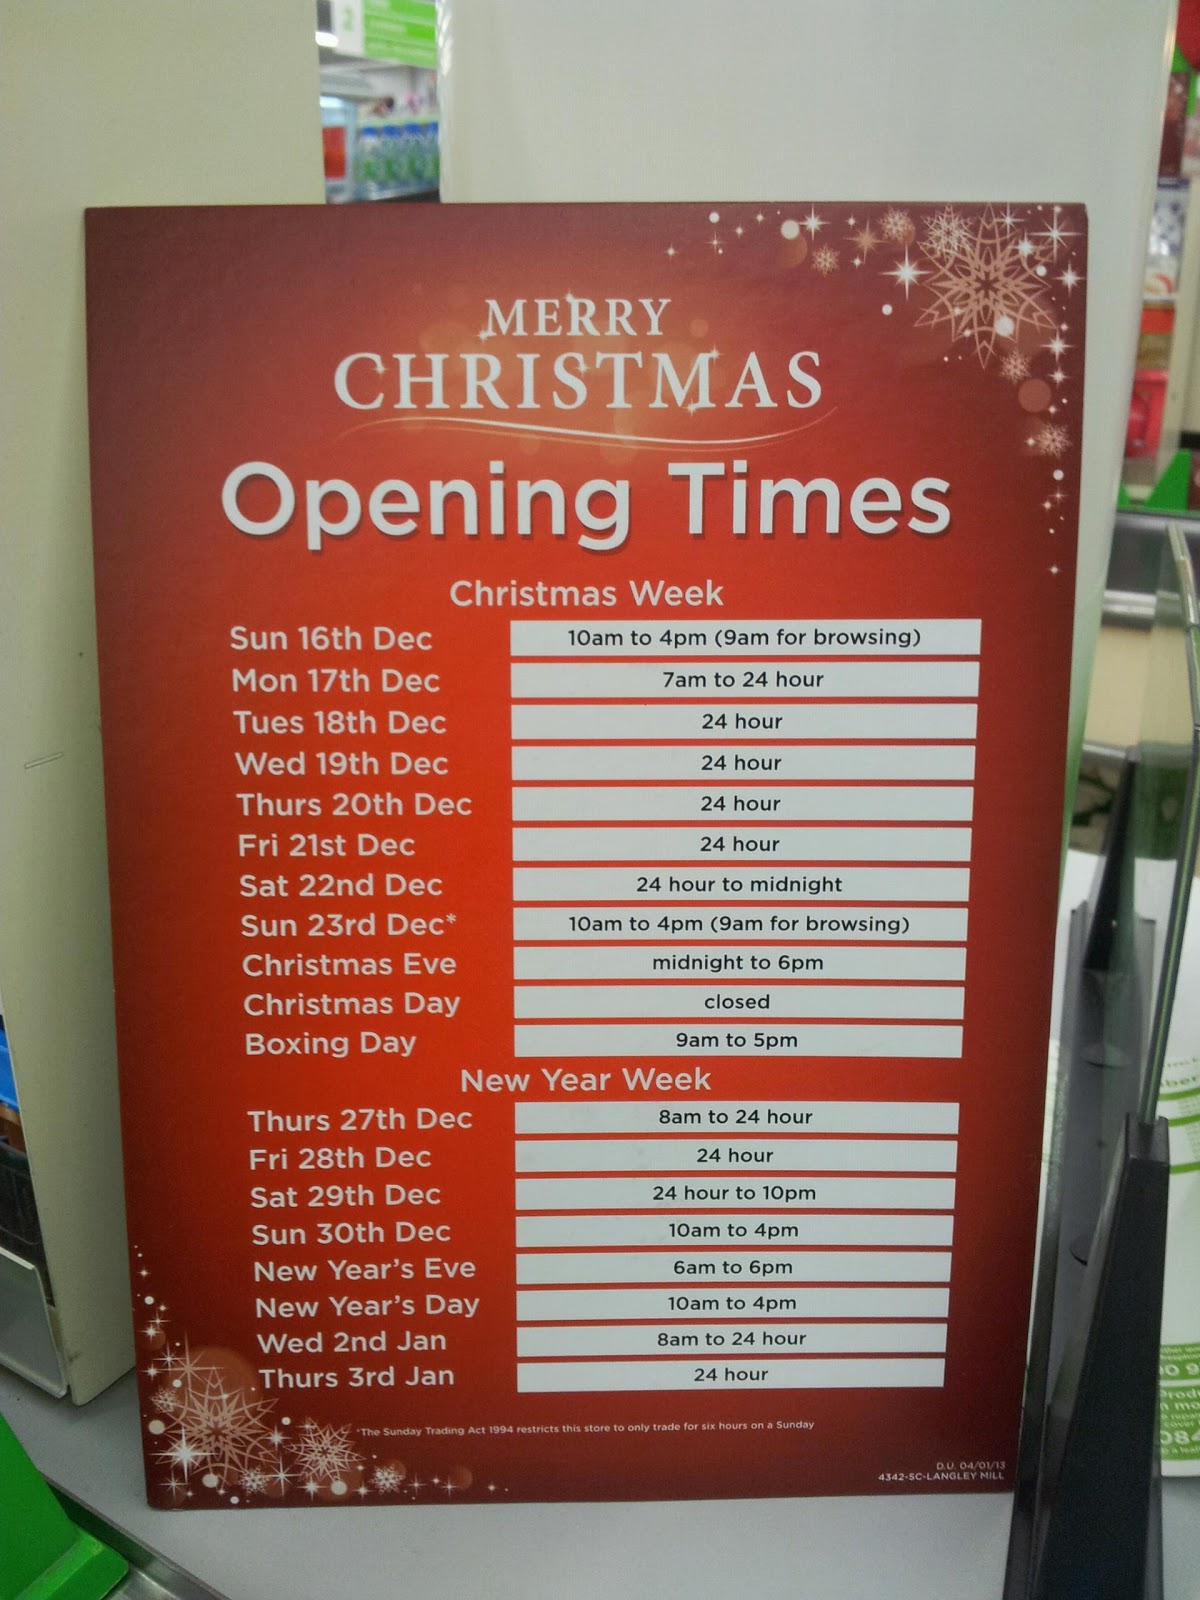 2
MERRY
CHRISTMAS
Opening Times
Christmas Week
Sun 16th Dec 10am to 4pm (9am for browsing)
Mon 17th Dec 7am to 24 hour
Tues 18th Dec 24 hour
Wed 19th Dec 24 hour
Thurs 20th Dec 24 hour
Fri 21st Dec 24 hour
Sat 22nd Dec 24 hour to midnight
Sun 23rd Dec* 10am to 4pm (9am for browsing)
Christmas Eve midnight to 6pm
Christmas Day closed
Boxing Day 9am to 5pm
New Year Week
Thurs 27th Dec 8am to 24 hour
Fri 28th Dec 24 hour
Sat 29th Dec 24 hour to 10pm
Sun 30th Dec 10am to 4pm
New Year's Eve 6am to 6pm
New Year's Day 10am to 4pm
Wed 2nd Jan 8am to 24 hour
Thurs 3rd Jan 24 hour
*The Sunday Trading Act 1994 restricts this store to only trade for six hours on a Sunday
D.U. 04/01/13
4342-SC-LANGLEY MILL